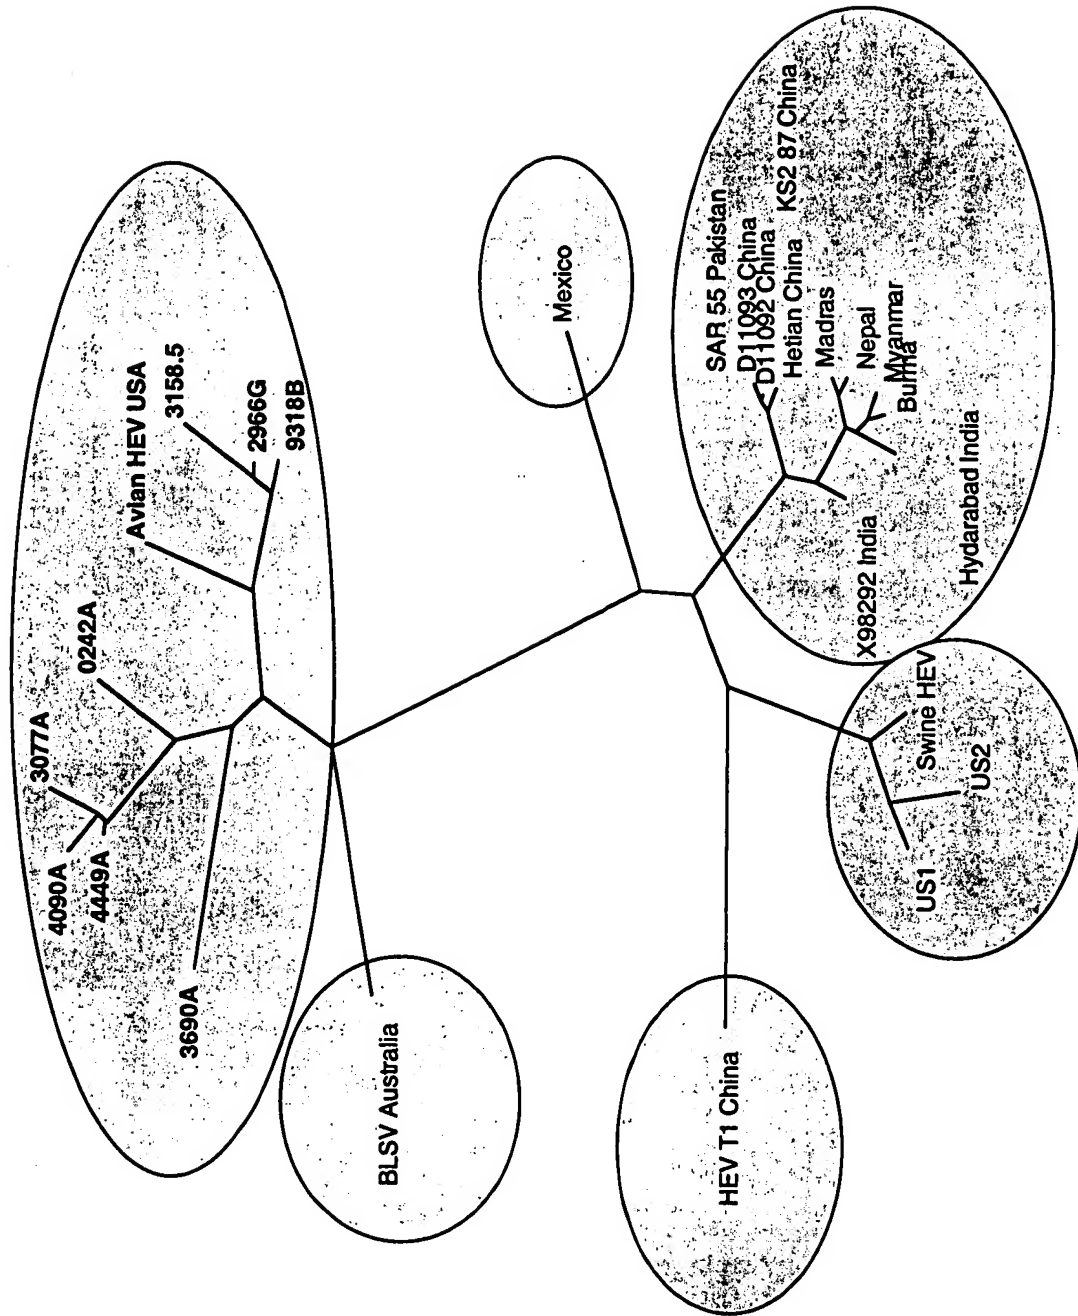 4090A
4449A
3077A
0242A
3690A
Avian HEV USA
3158.5
2966G
9318B
BLSV Australia
Mexico
HEV T1 China
SAR 55 Pakistan
D11093 China
D11092 China
Hetian China
KS2 87 China
Madras
Nepal
Myanmar
Burma
X98292 India
Hydarabad India
US1
Swine HEV
US2